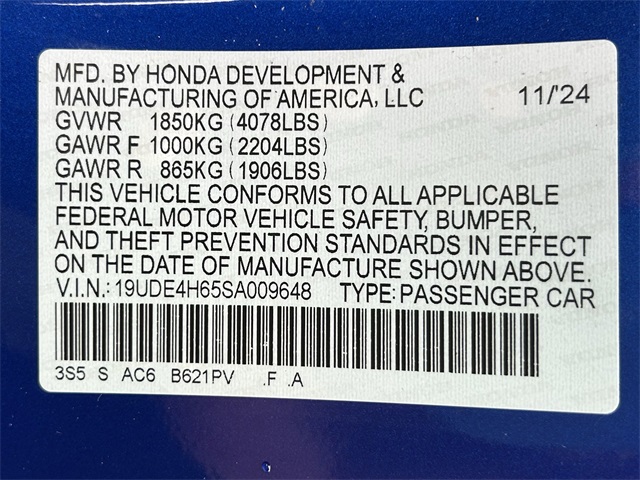 MFD. BY HONDA DEVELOPMENT &
MANUFACTURING OF AMERICA, LLC 11/'24
GVWR 1850KG (4078LBS)
GAWR F 1000KG (2204LBS)
GAWR R 865KG (1906LBS)
THIS VEHICLE CONFORMS TO ALL APPLICABLE
FEDERAL MOTOR VEHICLE SAFETY, BUMPER,
AND THEFT PREVENTION STANDARDS IN EFFECT
ON THE DATE OF MANUFACTURE SHOWN ABOVE.
V.I.N.: 19UDE4H65SA009648 TYPE: PASSENGER CAR
3S5 S AC6 B621PV .F .A